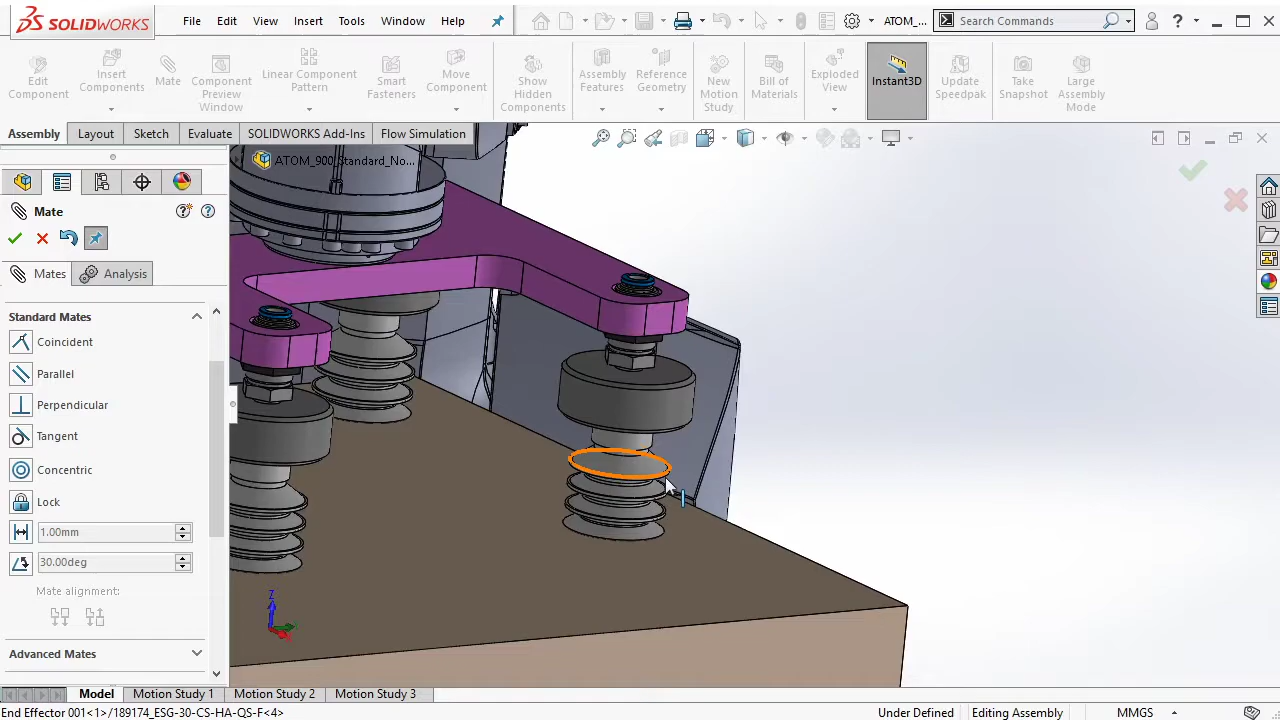 SOLIDWORKS
File Edit View Insert Tools Window Help
ATOM_...
Search Commands
?
Edit Component
Insert Components
Mate
Component Preview Window
Linear Component Pattern
Smart Fasteners
Move Component
Show Hidden Components
Assembly Features
Reference Geometry
New Motion Study
Bill of Materials
Exploded View
Instant3D
Update Speedpak
Take Snapshot
Large Assembly Mode
Assembly Layout Sketch Evaluate SOLIDWORKS Add-Ins Flow Simulation
ATOM_900_Standard_No...
Mate
Mates Analysis
Standard Mates
Coincident
Parallel
Perpendicular
Tangent
Concentric
Lock
1.00mm
30.00deg
Mate alignment:
Advanced Mates
Z
Model Motion Study 1 Motion Study 2 Motion Study 3
End Effector 001<1>/189174_ESG-30-CS-HA-QS-F<4> Under Defined Editing Assembly MMGS